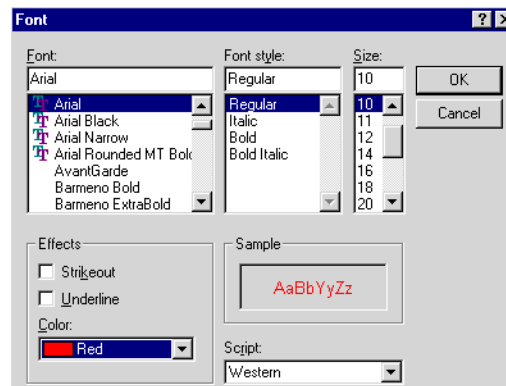 Font
Font: Font style: Size:
Arial Regular 10
OK
Cancel
Arial
Arial Black
Arial Narrow
Arial Rounded MT Bolc
AvantGarde
Barmeno Bold
Barmeno ExtraBold
Regular
Italic
Bold
Bold Italic
10
11
12
14
16
18
20
Effects
Strikeout
Underline
Color:
Red
Sample
AaBbYyZz
Script:
Western